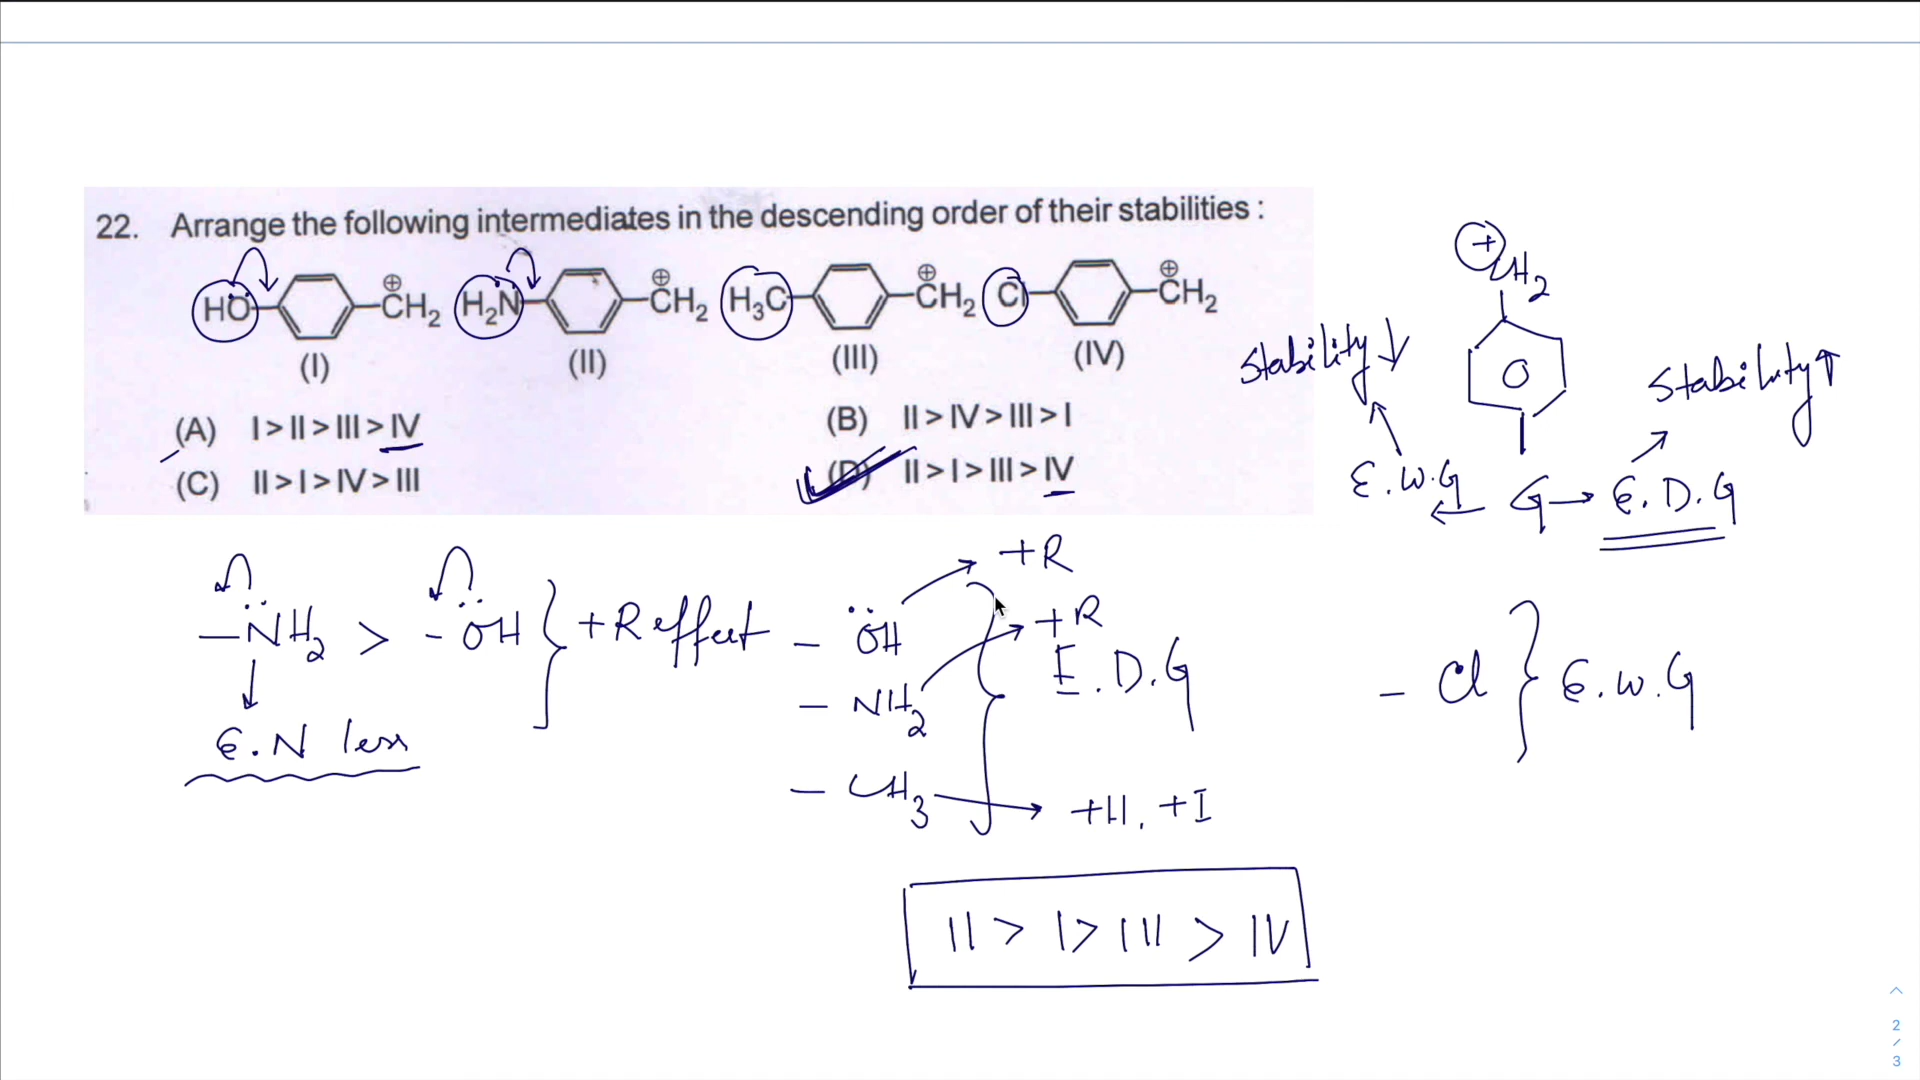 22. Arrange the following intermediates in the descending order of their stabilities :
HO CH2 H2N CH2 H3C CH2 Cl CH2
⊕ ⊕ ⊕ ⊕
(I) (II) (III) (IV)
(A) I > II > III > IV (B) II > IV > III > I
(C) II > I > IV > III (D) II > I > III > IV
+
CH2
Stability ↓
Stability ↑
E.W.G ← G → E.D.G
-NH2 > -OH } + R effect
E.N less
- OH → +R
- NH2 → +R
E.D.G
- CH3 → +H, +I
- Cl } E.W.G
II > I > III > IV
2
/
3